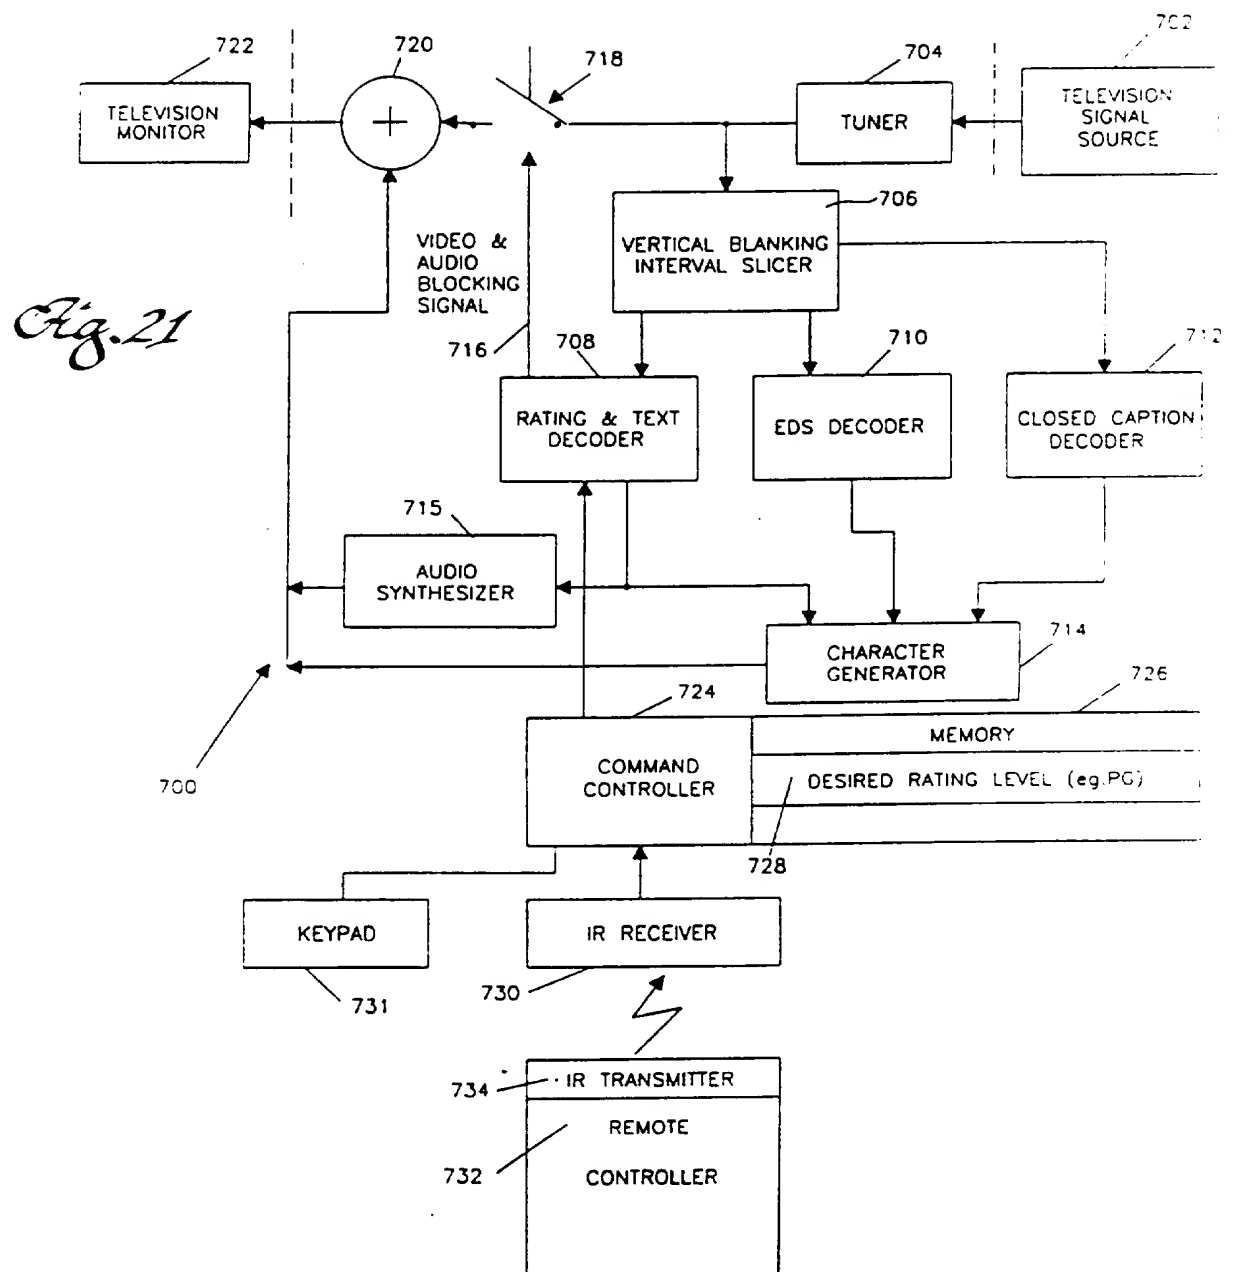 722
720
718
704
702
TELEVISION
MONITOR
+
TUNER
TELEVISION
SIGNAL
SOURCE
706
VERTICAL BLANKING
INTERVAL SLICER
VIDEO &
AUDIO
BLOCKING
SIGNAL
Fig. 21
716
708
710
712
RATING & TEXT
DECODER
EDS DECODER
CLOSED CAPTION
DECODER
715
AUDIO
SYNTHESIZER
714
CHARACTER
GENERATOR
724
726
700
COMMAND
CONTROLLER
MEMORY
DESIRED RATING LEVEL (eg.PG)
728
KEYPAD
IR RECEIVER
731
730
734
IR TRANSMITTER
732
REMOTE
CONTROLLER